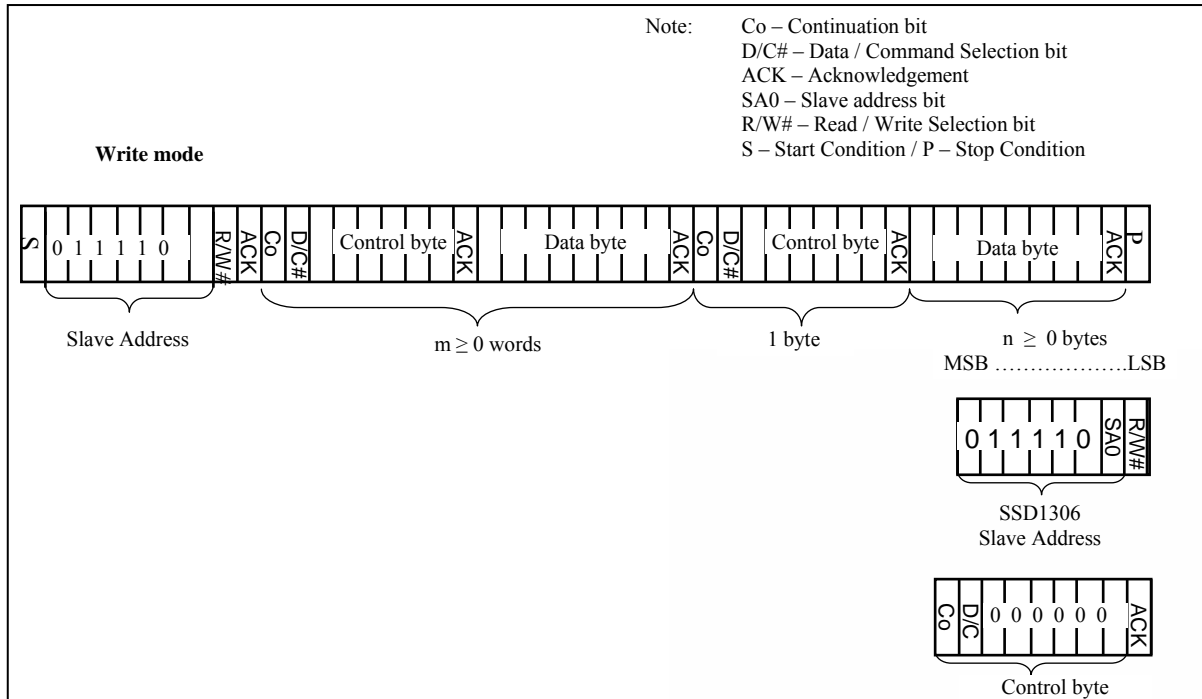 Note: Co – Continuation bit
D/C# – Data / Command Selection bit
ACK – Acknowledgement
SA0 – Slave address bit
R/W# – Read / Write Selection bit
S – Start Condition / P – Stop Condition
Write mode
S 0 1 1 1 1 0 R/W# ACK Co D/C# Control byte ACK Data byte ACK Co D/C# Control byte ACK Data byte ACK P
Slave Address
m ≥ 0 words
1 byte
n ≥ 0 bytes
MSB ……………….LSB
0 1 1 1 1 0 SA0 R/W#
SSD1306
Slave Address
Co D/C 0 0 0 0 0 0 ACK
Control byte